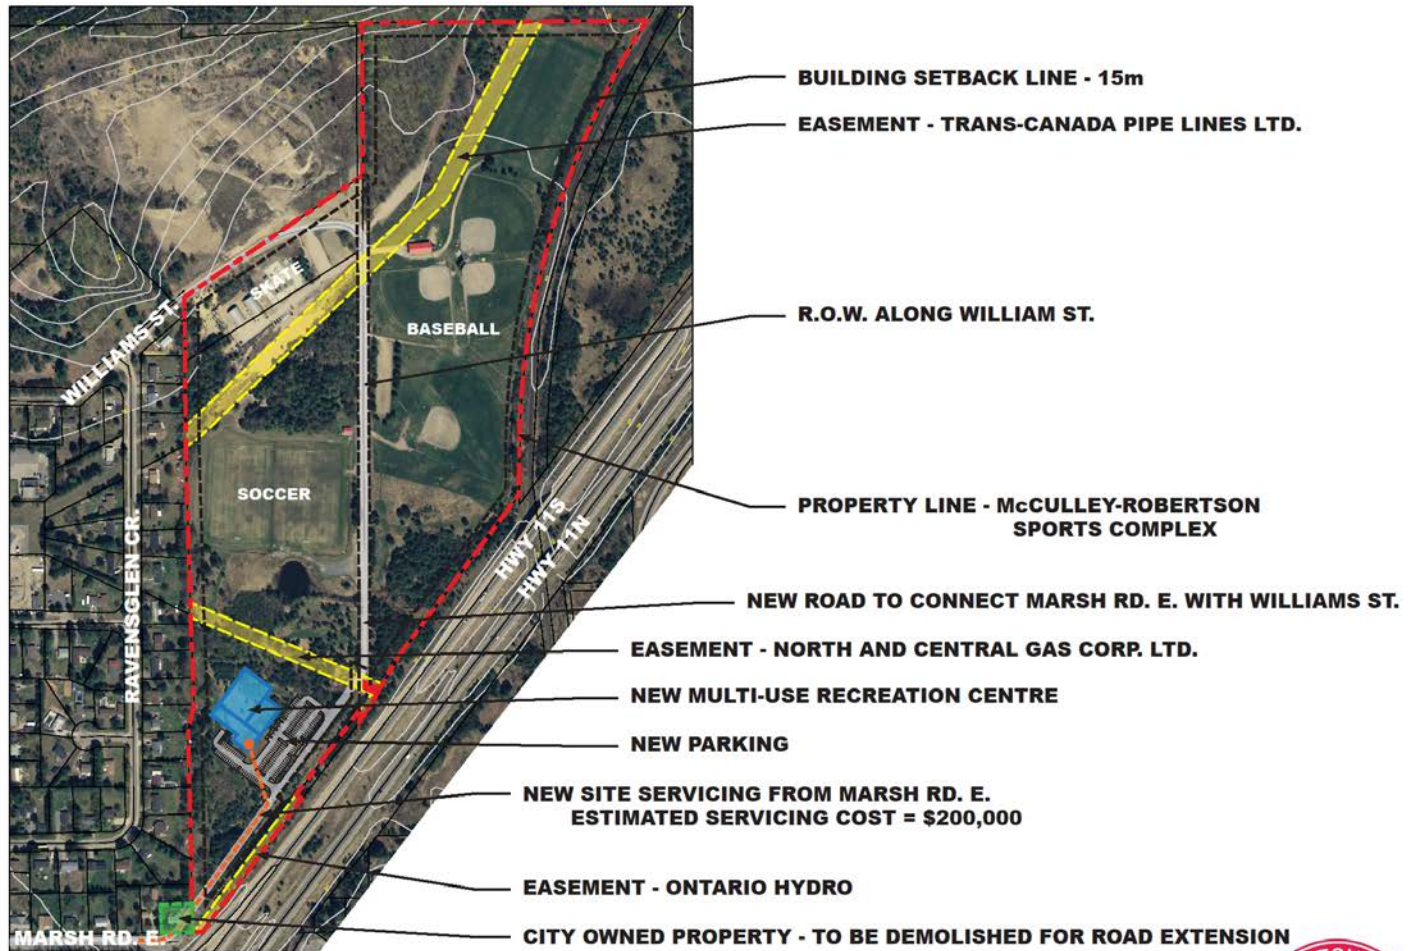 BUILDING SETBACK LINE - 15m
EASEMENT - TRANS-CANADA PIPE LINES LTD.
R.O.W. ALONG WILLIAM ST.
PROPERTY LINE - McCULLEY-ROBERTSON
SPORTS COMPLEX
NEW ROAD TO CONNECT MARSH RD. E. WITH WILLIAMS ST.
EASEMENT - NORTH AND CENTRAL GAS CORP. LTD.
NEW MULTI-USE RECREATION CENTRE
NEW PARKING
NEW SITE SERVICING FROM MARSH RD. E.
ESTIMATED SERVICING COST = $200,000
EASEMENT - ONTARIO HYDRO
CITY OWNED PROPERTY - TO BE DEMOLISHED FOR ROAD EXTENSION
SKATE
BASEBALL
WILLIAMS ST.
SOCCER
RAVENSGLEN CR.
HWY 11S
HWY 11N
MARSH RD. E.